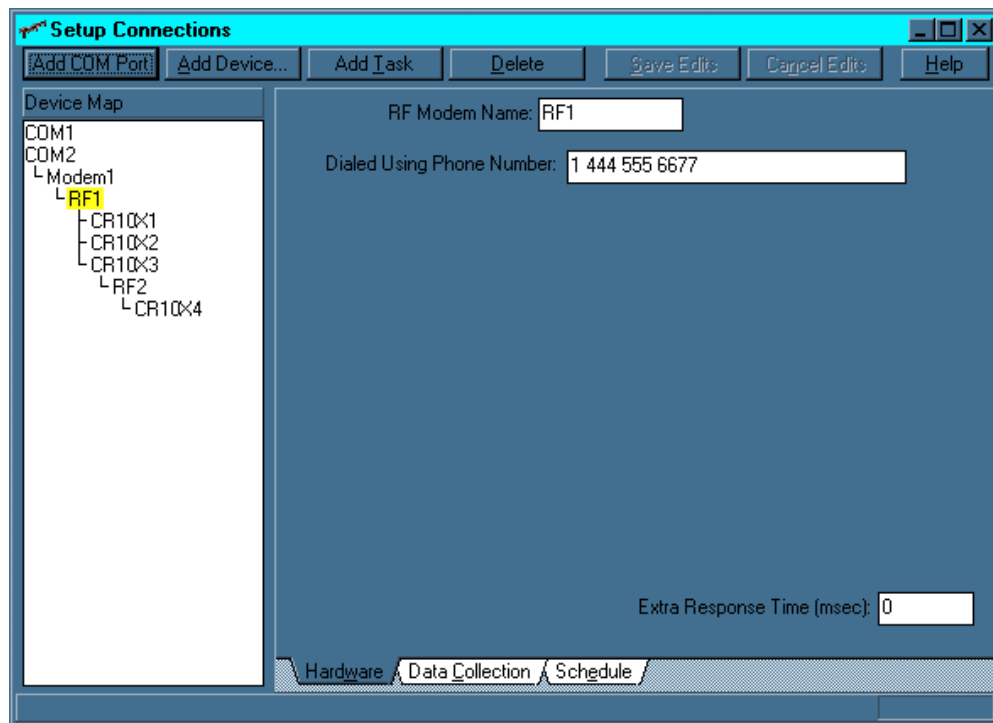 Setup Connections
Add COM Port Add Device... Add Task Delete Save Edits Cancel Edits Help
Device Map
COM1
COM2
Modem1
RF1
CR10X1
CR10X2
CR10X3
RF2
CR10X4
RF Modem Name: RF1
Dialed Using Phone Number: 1 444 555 6677
Extra Response Time (msec): 0
Hardware Data Collection Schedule